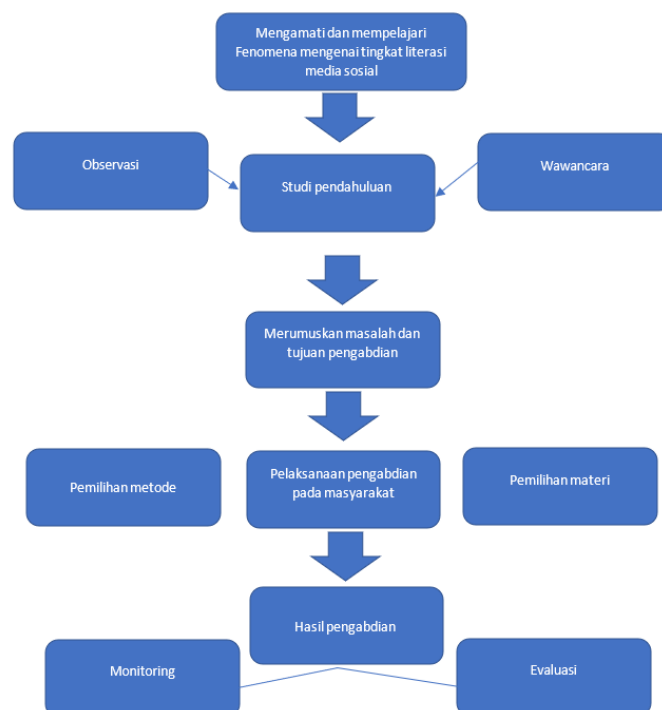 Mengamati dan mempelajari
Fenomena mengenai tingkat literasi
media sosial
Observasi
Studi pendahuluan
Wawancara
Merumuskan masalah dan
tujuan pengabdian
Pemilihan metode
Pelaksanaan pengabdian
pada masyarakat
Pemilihan materi
Hasil pengabdian
Monitoring
Evaluasi